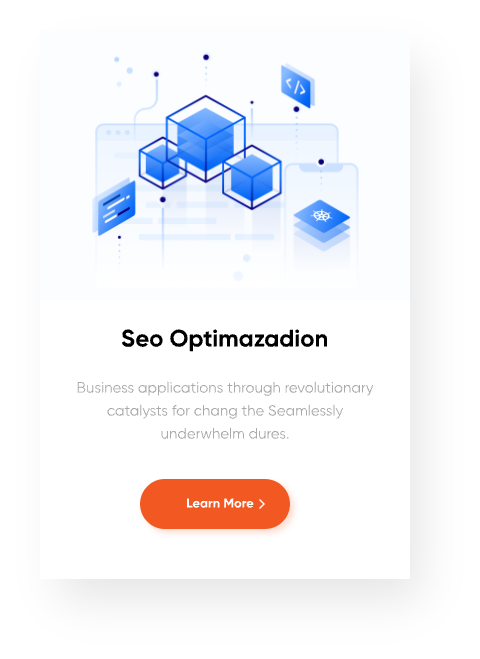 </>
Seo Optimazadion
Business applications through revolutionary
catalysts for chang the Seamlessly
underwhelm dures.
Learn More